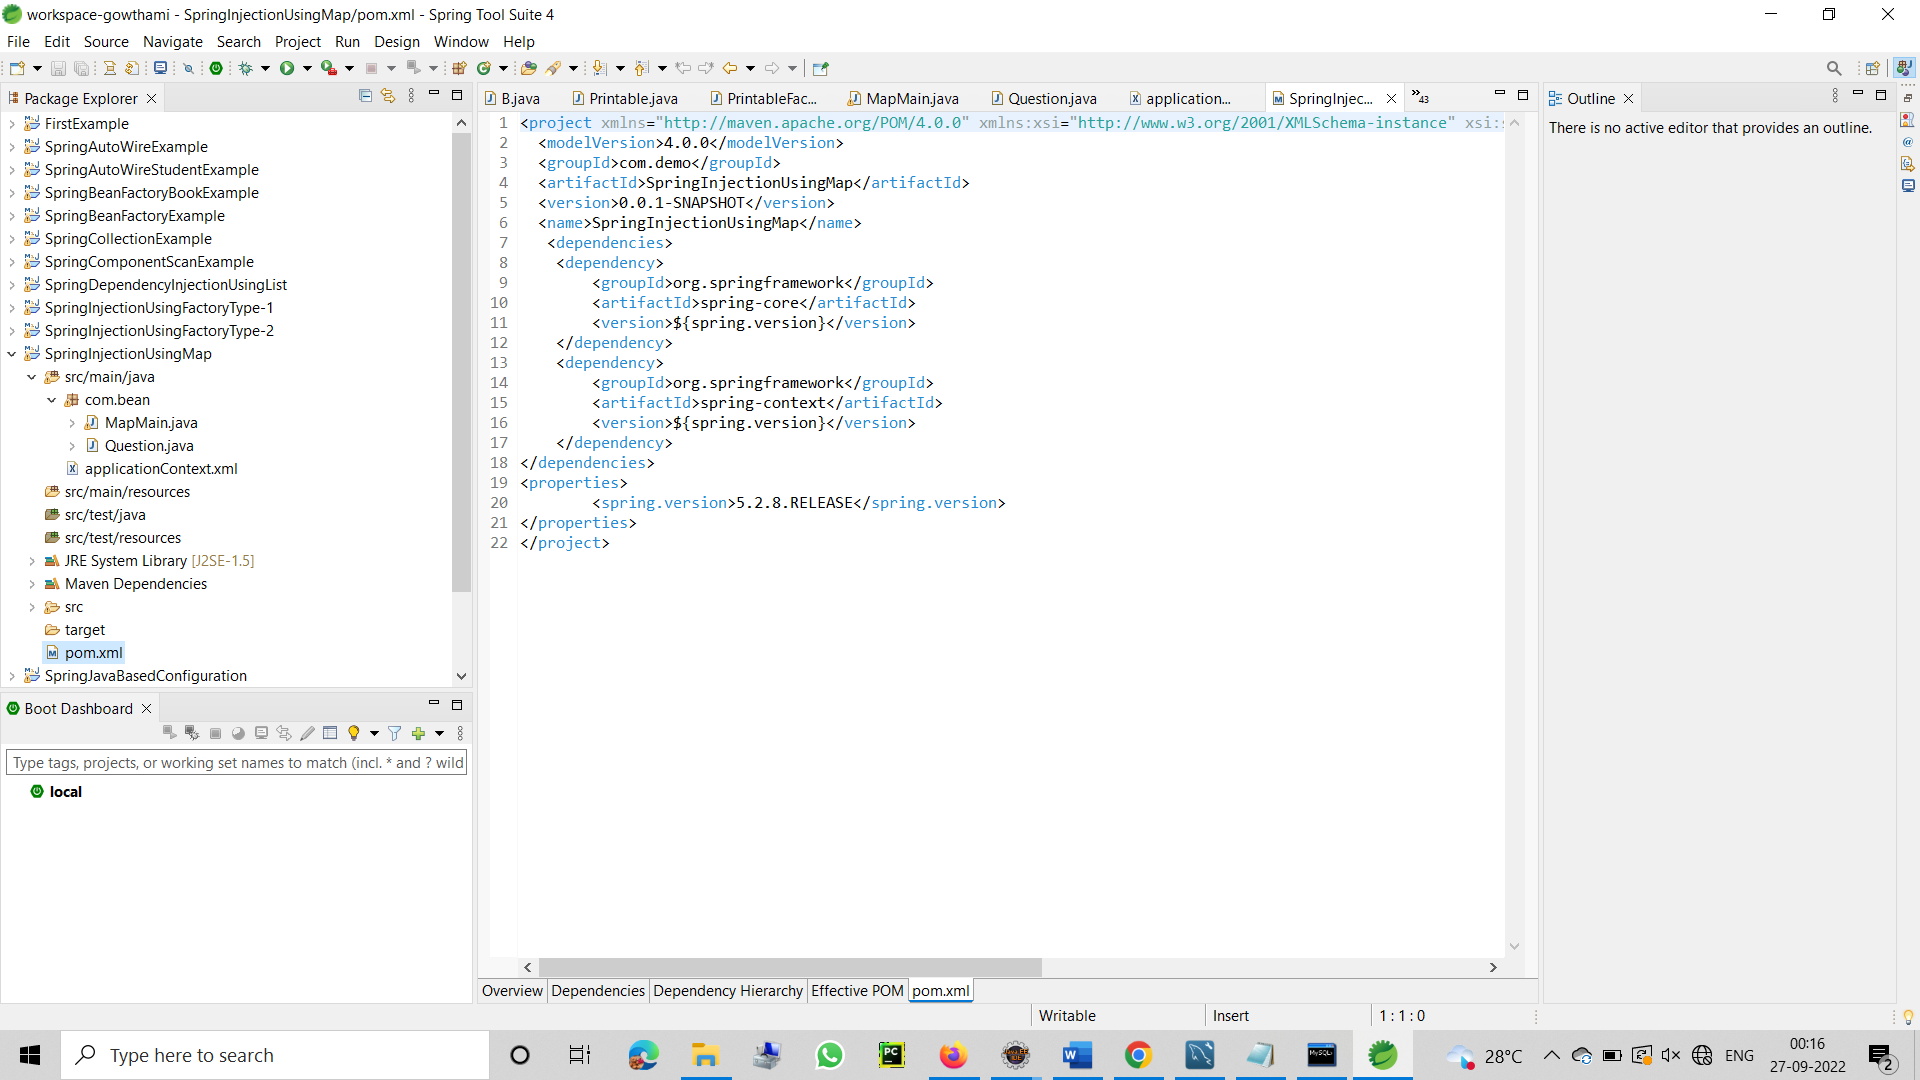 workspace-gowthami - SpringInjectionUsingMap/pom.xml - Spring Tool Suite 4
File Edit Source Navigate Search Project Run Design Window Help
Package Explorer
FirstExample
SpringAutoWireExample
SpringAutoWireStudentExample
SpringBeanFactoryBookExample
SpringBeanFactoryExample
SpringCollectionExample
SpringComponentScanExample
SpringDependencyInjectionUsingList
SpringInjectionUsingFactoryType-1
SpringInjectionUsingFactoryType-2
SpringInjectionUsingMap
src/main/java
com.bean
MapMain.java
Question.java
applicationContext.xml
src/main/resources
src/test/java
src/test/resources
JRE System Library [J2SE-1.5]
Maven Dependencies
src
target
pom.xml
SpringJavaBasedConfiguration
Boot Dashboard
Type tags, projects, or working set names to match (incl. * and ? wild
local
B.java Printable.java PrintableFac... MapMain.java Question.java application... SpringInjec... »43
1 <project xmlns="http://maven.apache.org/POM/4.0.0" xmlns:xsi="http://www.w3.org/2001/XMLSchema-instance" xsi:s
2 <modelVersion>4.0.0</modelVersion>
3 <groupId>com.demo</groupId>
4 <artifactId>SpringInjectionUsingMap</artifactId>
5 <version>0.0.1-SNAPSHOT</version>
6 <name>SpringInjectionUsingMap</name>
7 <dependencies>
8 <dependency>
9 <groupId>org.springframework</groupId>
10 <artifactId>spring-core</artifactId>
11 <version>${spring.version}</version>
12 </dependency>
13 <dependency>
14 <groupId>org.springframework</groupId>
15 <artifactId>spring-context</artifactId>
16 <version>${spring.version}</version>
17 </dependency>
18 </dependencies>
19 <properties>
20 <spring.version>5.2.8.RELEASE</spring.version>
21 </properties>
22 </project>
Overview Dependencies Dependency Hierarchy Effective POM pom.xml
Outline
There is no active editor that provides an outline.
Writable Insert 1 : 1 : 0
Type here to search
28°C ENG
00:16
27-09-2022
2